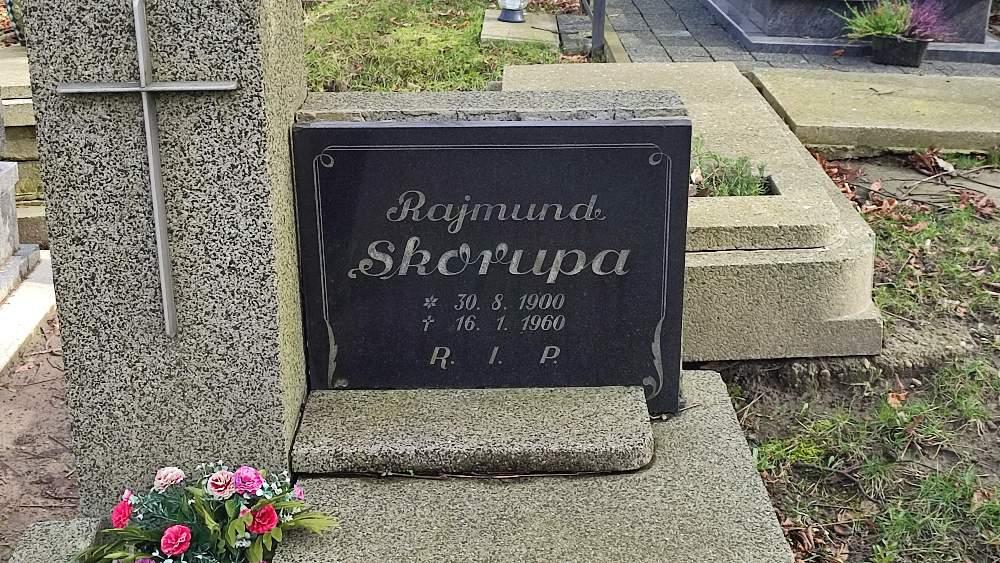 Rajmund
Skorupa
* 30. 8. 1900
† 16. 1. 1960
R. I. P.